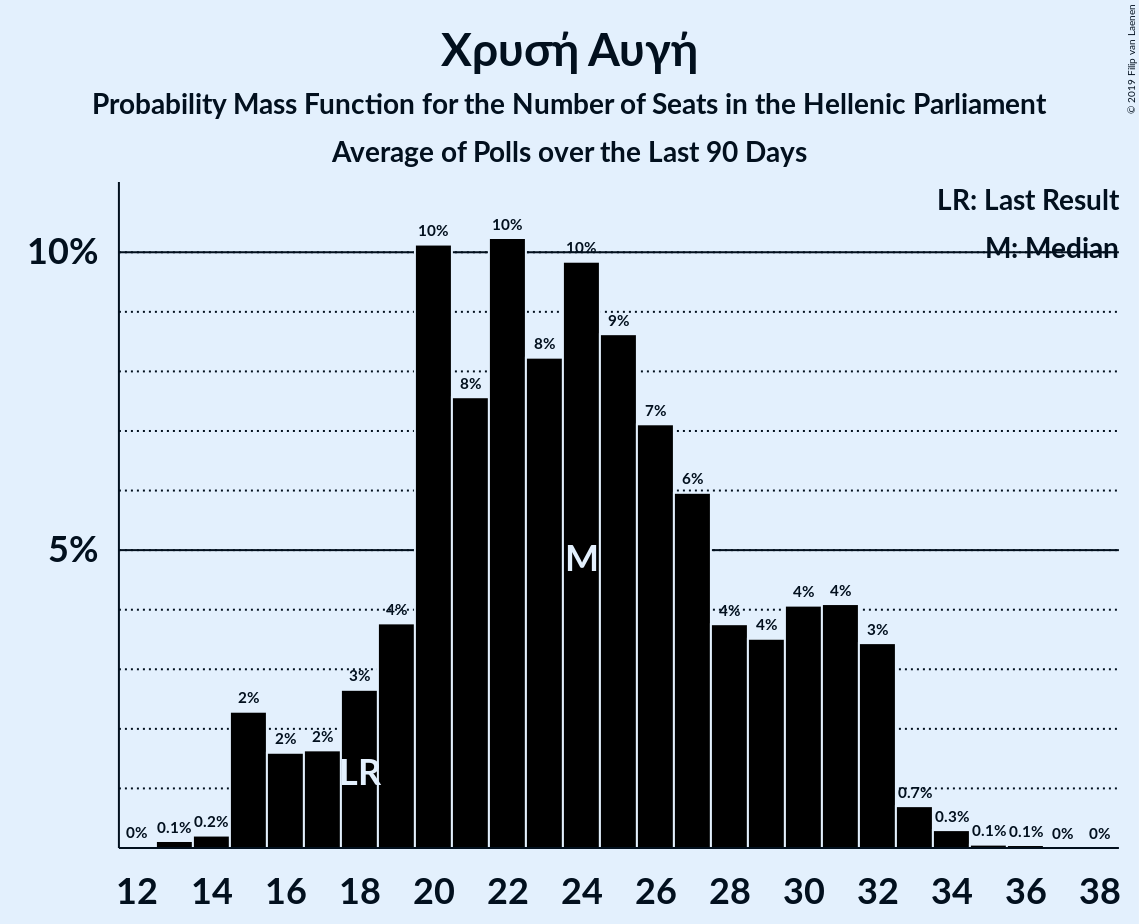 Χρυσή Αυγή
Probability Mass Function for the Number of Seats in the Hellenic Parliament
Average of Polls over the Last 90 Days
© 2019 Filip van Laenen
LR: Last Result
M: Median
10%
5%
0% 0.1% 0.2% 2% 2% 2% 3% 4% 10% 8% 10% 8% 10% 9% 7% 6% 4% 4% 4% 4% 3% 0.7% 0.3% 0.1% 0.1% 0% 0%
LR
M
12 14 16 18 20 22 24 26 28 30 32 34 36 38